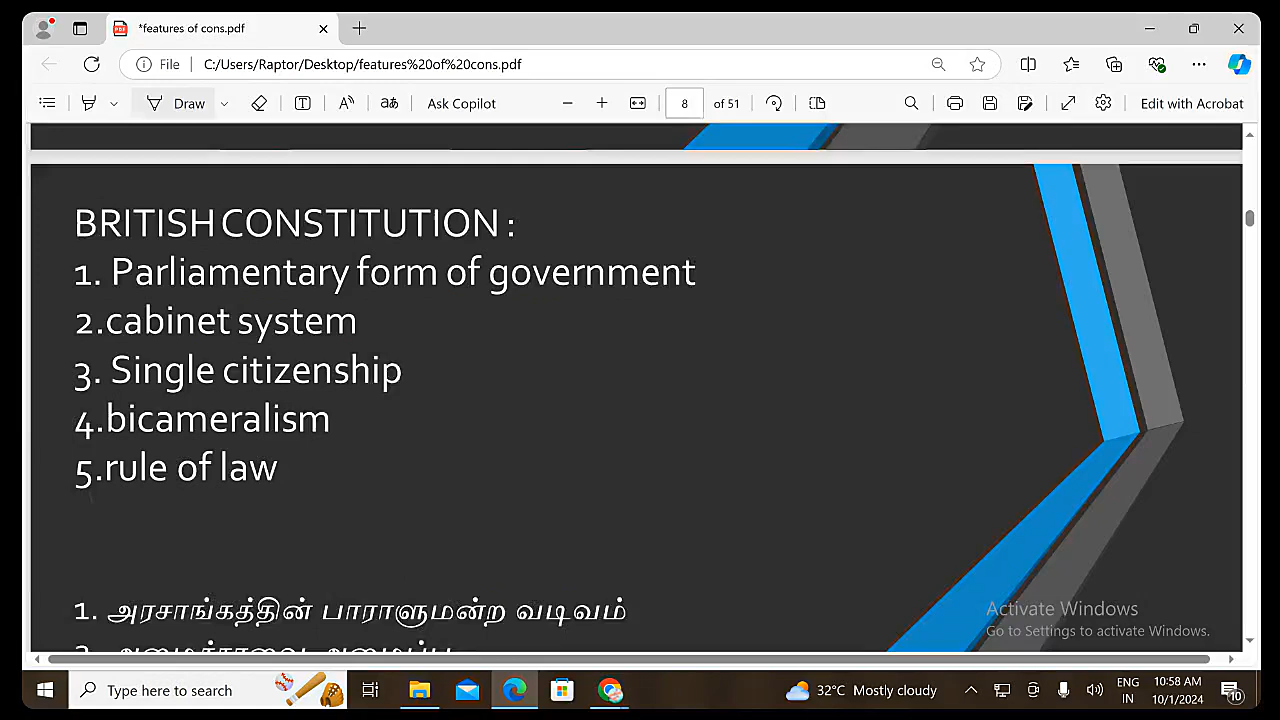 *features of cons.pdf
File C:/Users/Raptor/Desktop/features%20of%20cons.pdf
Draw Ask Copilot 8 of 51 Edit with Acrobat
BRITISH CONSTITUTION :
1. Parliamentary form of government
2.cabinet system
3. Single citizenship
4.bicameralism
5.rule of law
1. அரசாங்கத்தின் பாராளுமன்ற வடிவம்
Activate Windows
Go to Settings to activate Windows.
Type here to search
32°C Mostly cloudy
ENG
IN
10:58 AM
10/1/2024
10